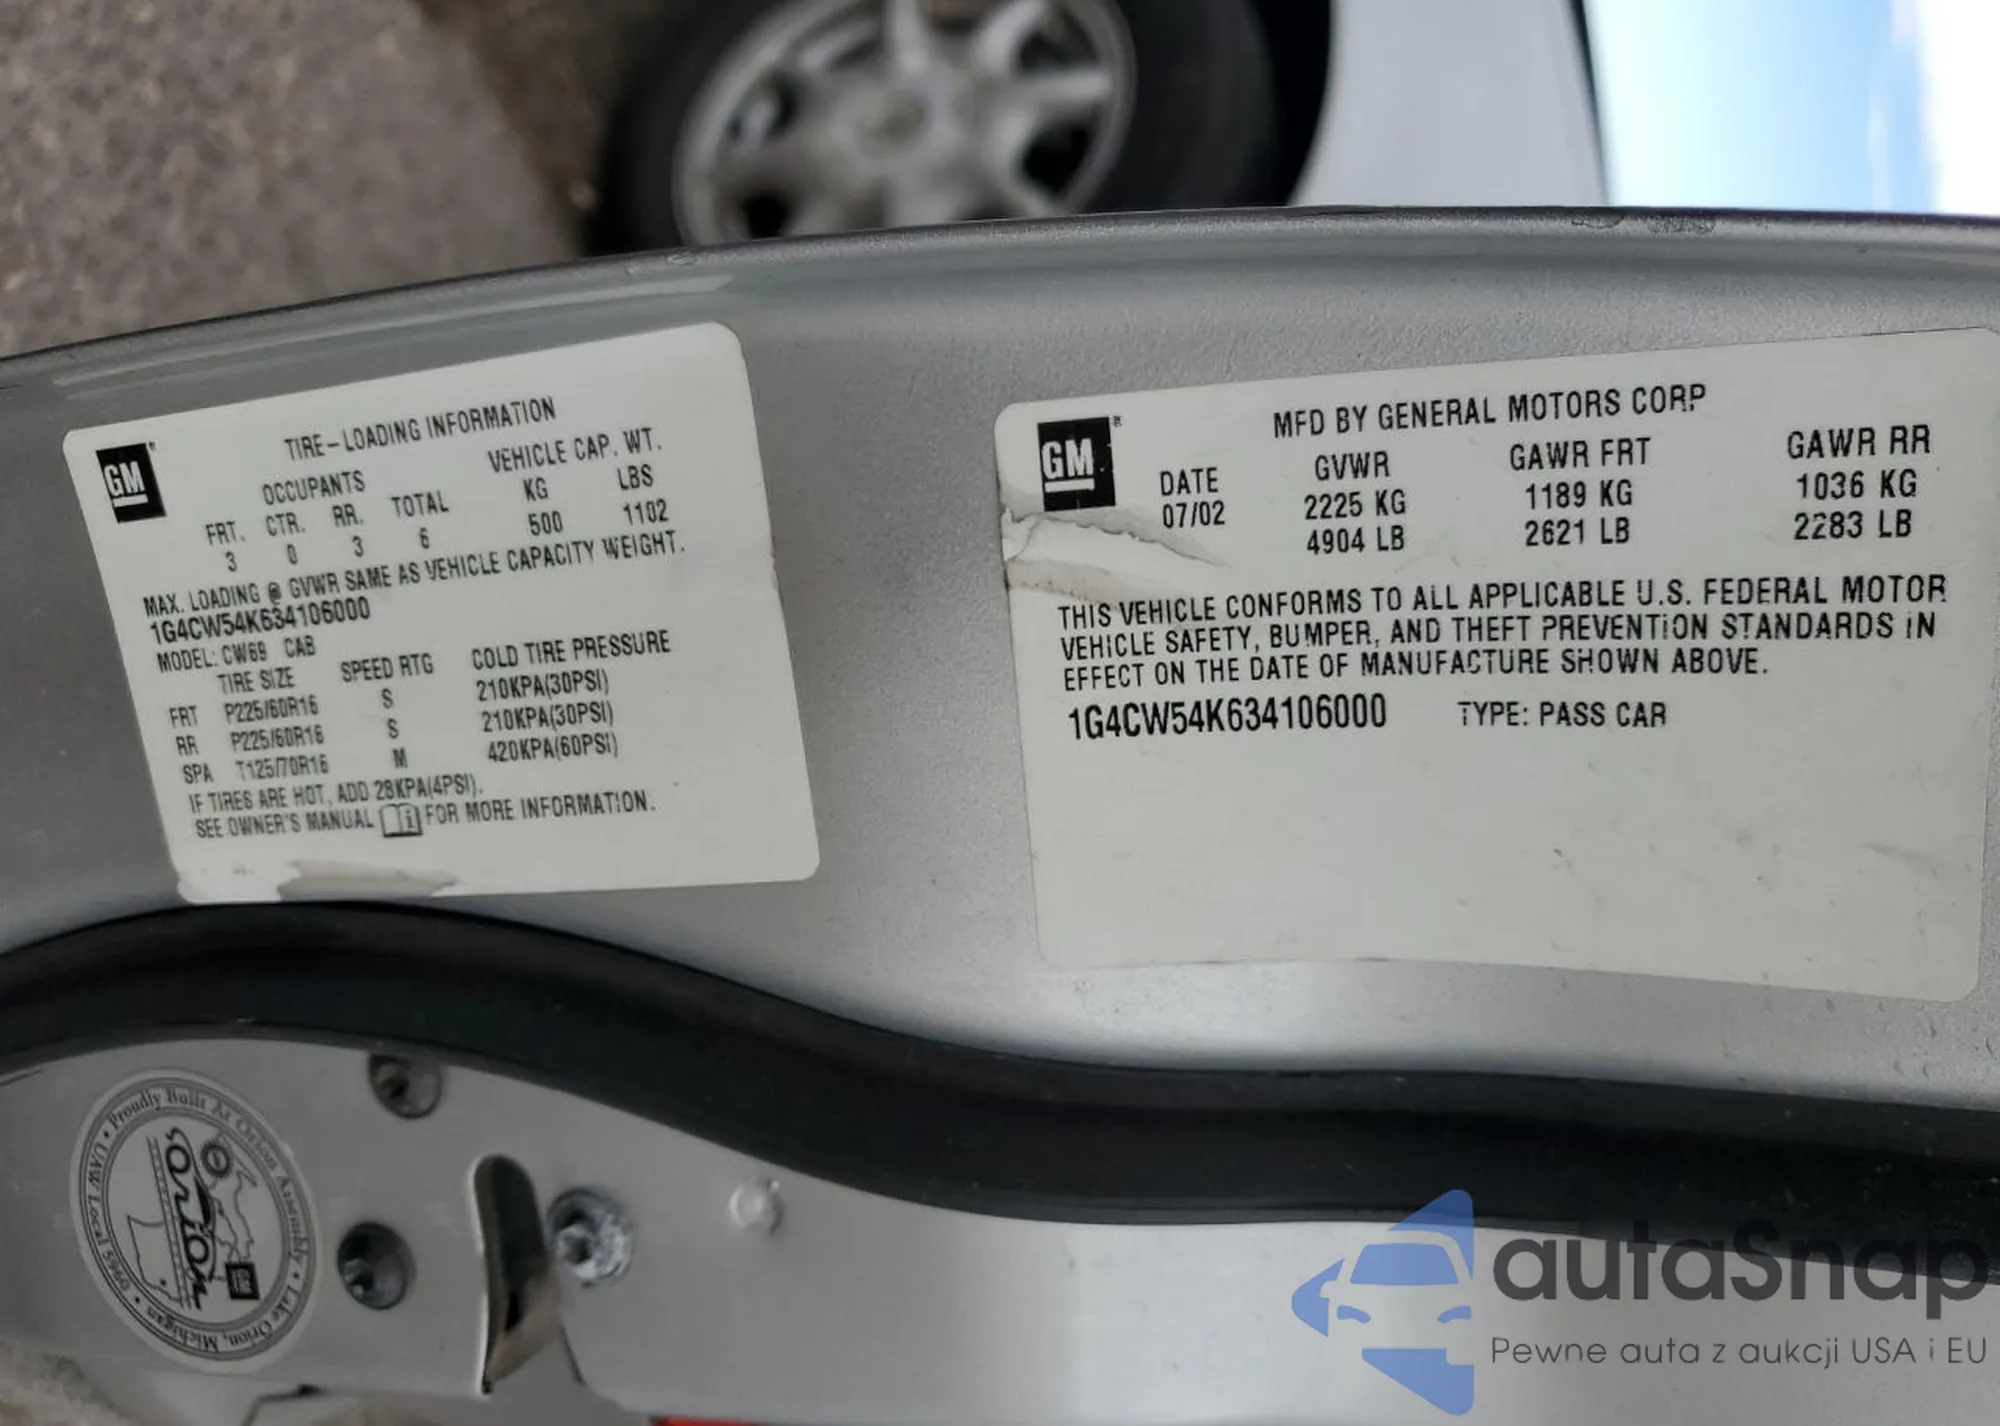 GM
TIRE-LOADING INFORMATION
OCCUPANTS VEHICLE CAP. WT.
FRT. CTR. RR. TOTAL KG LBS
3 0 3 6 500 1102
MAX. LOADING @ GVWR SAME AS VEHICLE CAPACITY WEIGHT.
1G4CW54K634106000
MODEL: CW69 CAB
TIRE SIZE SPEED RTG COLD TIRE PRESSURE
FRT P225/60R16 S 210KPA(30PSI)
RR P225/60R16 S 210KPA(30PSI)
SPA T125/70R16 M 420KPA(60PSI)
IF TIRES ARE HOT, ADD 28KPA(4PSI).
SEE OWNER'S MANUAL FOR MORE INFORMATION.
GM
MFD BY GENERAL MOTORS CORP
DATE GVWR GAWR FRT GAWR RR
07/02 2225 KG 1189 KG 1036 KG
4904 LB 2621 LB 2283 LB
THIS VEHICLE CONFORMS TO ALL APPLICABLE U.S. FEDERAL MOTOR
VEHICLE SAFETY, BUMPER, AND THEFT PREVENTION STANDARDS IN
EFFECT ON THE DATE OF MANUFACTURE SHOWN ABOVE.
1G4CW54K634106000 TYPE: PASS CAR
Proudly Built At Orion Assembly • Lake Orion, Michigan • UAW Local 5960 •
Orion
GM
autaSnap
Pewne auta z aukcji USA i EU